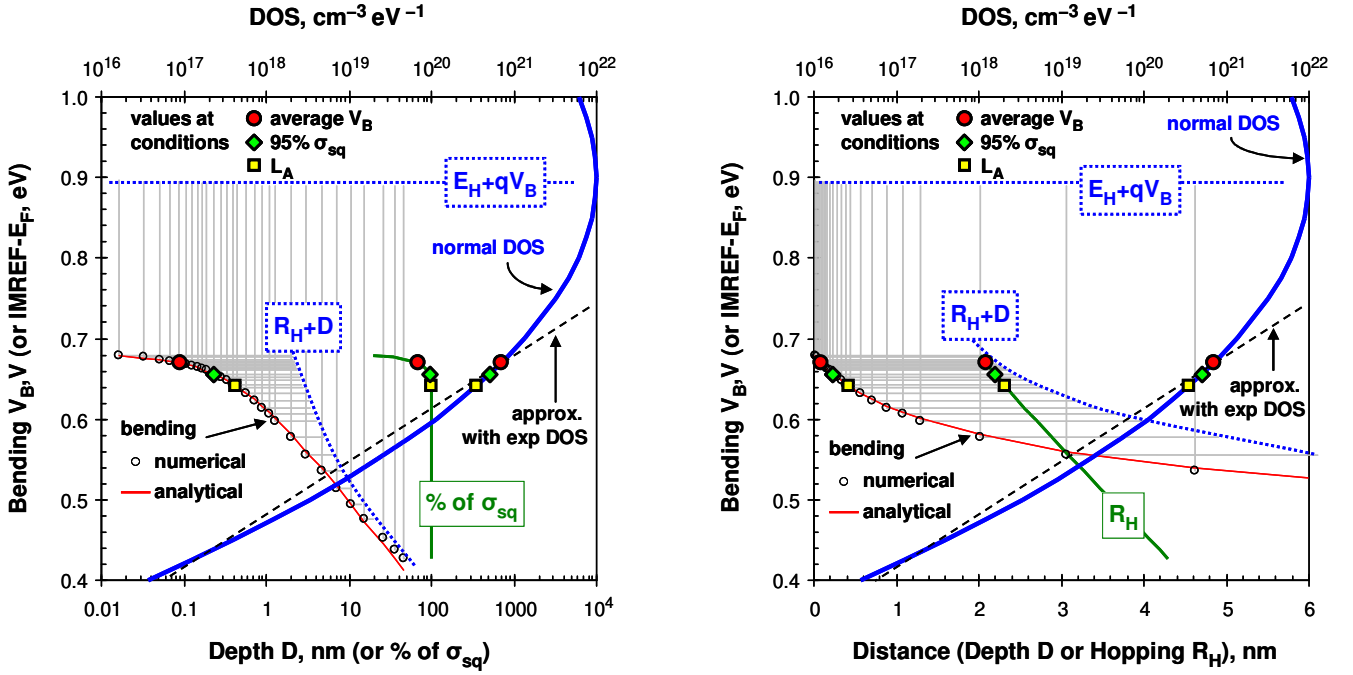 DOS, cm⁻³ eV⁻¹
10¹⁶ 10¹⁷ 10¹⁸ 10¹⁹ 10²⁰ 10²¹ 10²²
Bending V_B, V (or IMREF-E_F, eV)
1.0
0.9
0.8
0.7
0.6
0.5
0.4
values at
conditions
average V_B
95% σ_sq
L_A
E_H+qV_B
normal DOS
R_H+D
approx.
with exp DOS
bending
numerical
analytical
% of σ_sq
0.01 0.1 1 10 100 1000 10⁴
Depth D, nm (or % of σ_sq)
DOS, cm⁻³ eV⁻¹
10¹⁶ 10¹⁷ 10¹⁸ 10¹⁹ 10²⁰ 10²¹ 10²²
Bending V_B, V (or IMREF-E_F, eV)
1.0
0.9
0.8
0.7
0.6
0.5
0.4
values at
conditions
average V_B
95% σ_sq
L_A
normal DOS
E_H+qV_B
R_H+D
approx.
with exp DOS
bending
numerical
analytical
R_H
0 1 2 3 4 5 6
Distance (Depth D or Hopping R_H), nm